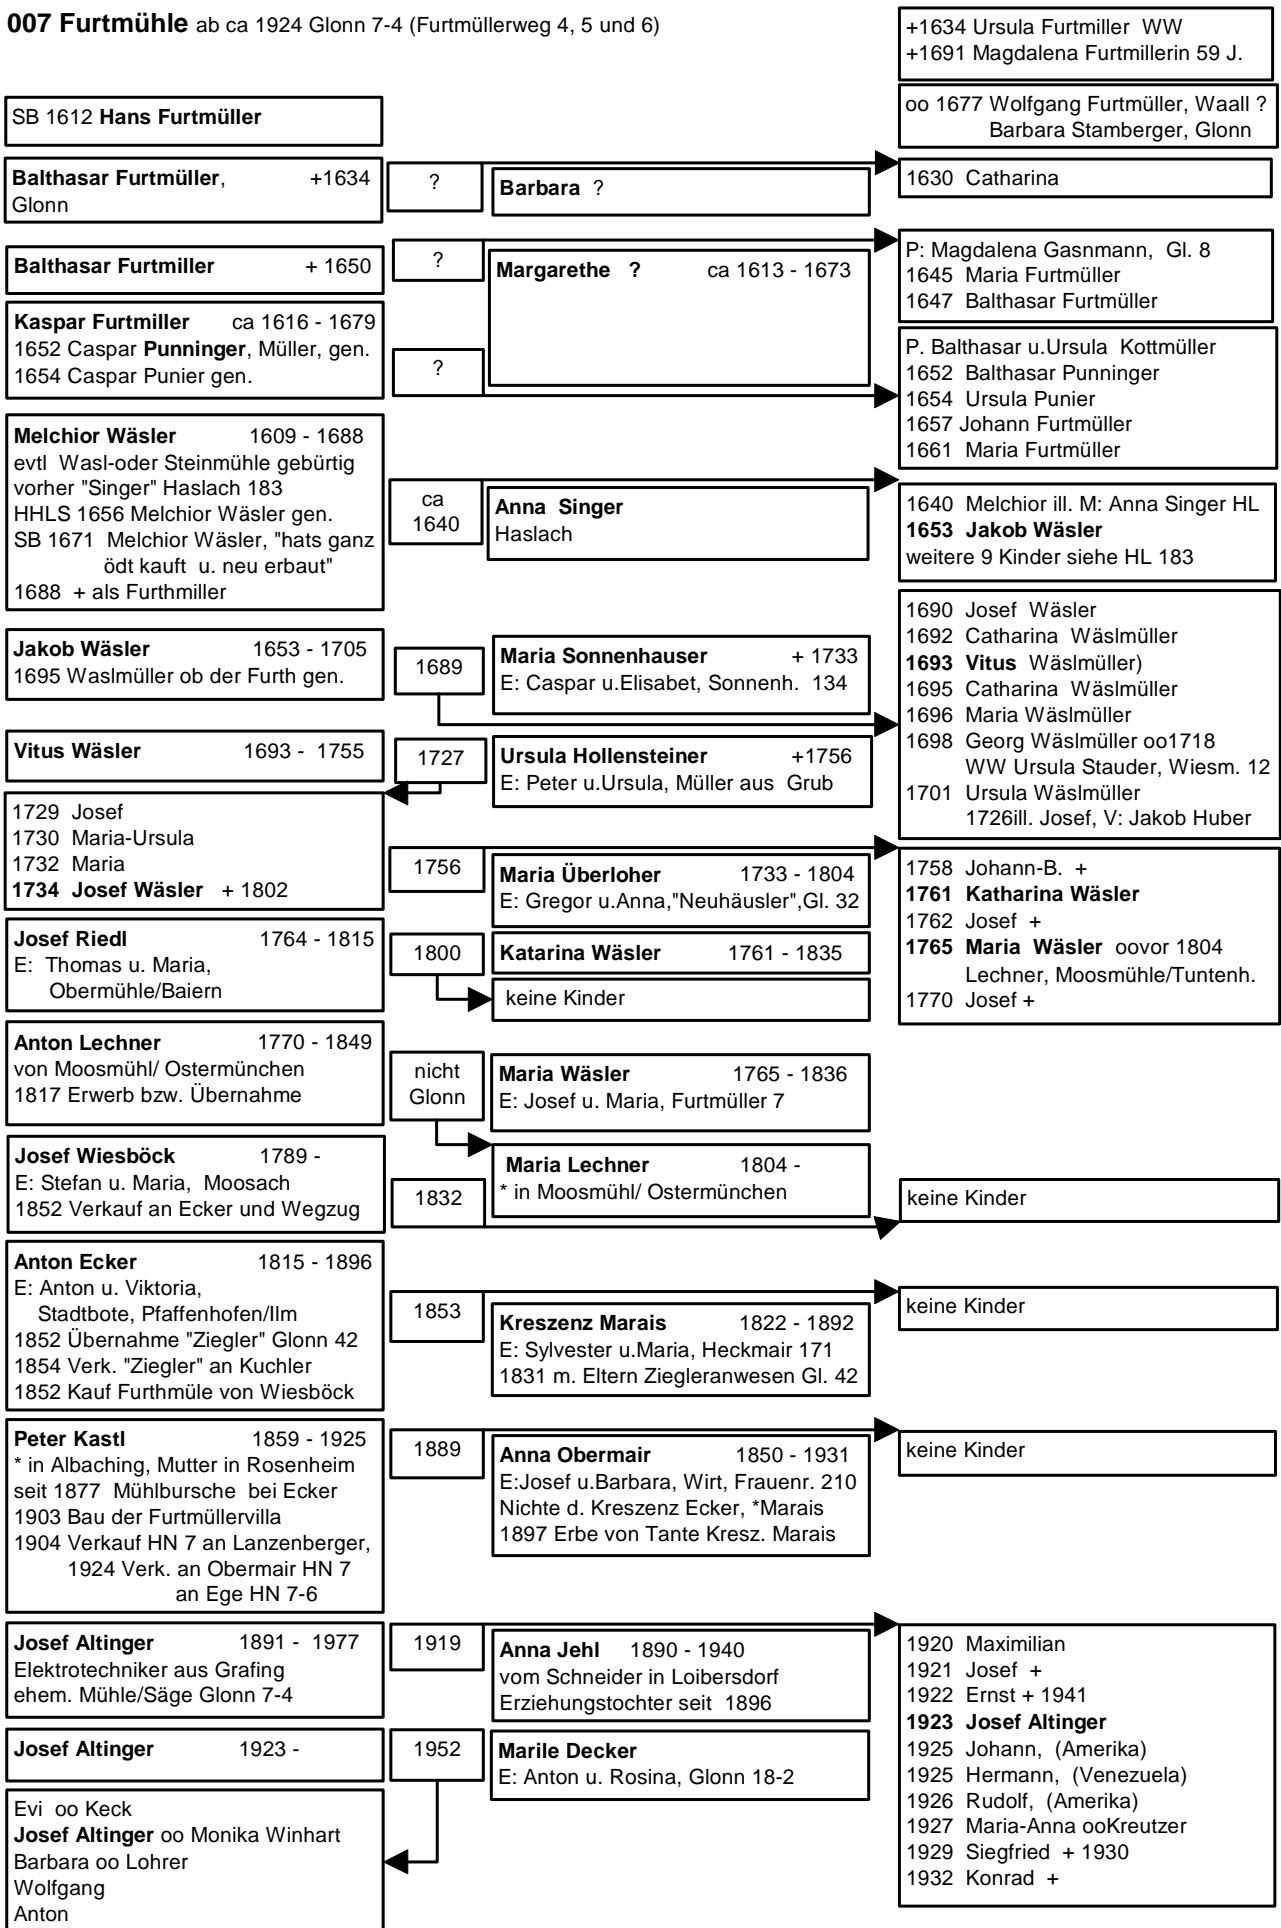 007 Furtmühle ab ca 1924 Glonn 7-4 (Furtmüllerweg 4, 5 und 6)
+1634 Ursula Furtmiller WW
+1691 Magdalena Furtmillerin 59 J.
SB 1612 Hans Furtmüller
oo 1677 Wolfgang Furtmüller, Waall ?
Barbara Stamberger, Glonn
Balthasar Furtmüller, +1634
Glonn
?
Barbara ?
1630 Catharina
Balthasar Furtmiller + 1650
?
Margarethe ? ca 1613 - 1673
P: Magdalena Gasnmann, Gl. 8
1645 Maria Furtmüller
1647 Balthasar Furtmüller
Kaspar Furtmiller ca 1616 - 1679
1652 Caspar Punninger, Müller, gen.
1654 Caspar Punier gen.
?
P. Balthasar u.Ursula Kottmüller
1652 Balthasar Punninger
1654 Ursula Punier
1657 Johann Furtmüller
1661 Maria Furtmüller
Melchior Wäsler 1609 - 1688
evtl Wasl-oder Steinmühle gebürtig
vorher "Singer" Haslach 183
HHLS 1656 Melchior Wäsler gen.
SB 1671 Melchior Wäsler, "hats ganz
ödt kauft u. neu erbaut"
1688 + als Furthmiller
ca
1640
Anna Singer
Haslach
1640 Melchior ill. M: Anna Singer HL
1653 Jakob Wäsler
weitere 9 Kinder siehe HL 183
Jakob Wäsler 1653 - 1705
1695 Waslmüller ob der Furth gen.
1689
Maria Sonnenhauser + 1733
E: Caspar u.Elisabet, Sonnenh. 134
1690 Josef Wäsler
1692 Catharina Wäslmüller
1693 Vitus Wäslmüller)
1695 Catharina Wäslmüller
1696 Maria Wäslmüller
1698 Georg Wäslmüller oo1718
WW Ursula Stauder, Wiesm. 12
1701 Ursula Wäslmüller
1726ill. Josef, V: Jakob Huber
Vitus Wäsler 1693 - 1755
1727
Ursula Hollensteiner +1756
E: Peter u.Ursula, Müller aus Grub
1729 Josef
1730 Maria-Ursula
1732 Maria
1734 Josef Wäsler + 1802
1756
Maria Überloher 1733 - 1804
E: Gregor u.Anna,"Neuhäusler",Gl. 32
1758 Johann-B. +
1761 Katharina Wäsler
1762 Josef +
1765 Maria Wäsler oovor 1804
Lechner, Moosmühle/Tuntenh.
1770 Josef +
Josef Riedl 1764 - 1815
E: Thomas u. Maria,
Obermühle/Baiern
1800
Katarina Wäsler 1761 - 1835
keine Kinder
Anton Lechner 1770 - 1849
von Moosmühl/ Ostermünchen
1817 Erwerb bzw. Übernahme
nicht
Glonn
Maria Wäsler 1765 - 1836
E: Josef u. Maria, Furtmüller 7
Josef Wiesböck 1789 -
E: Stefan u. Maria, Moosach
1852 Verkauf an Ecker und Wegzug
1832
Maria Lechner 1804 -
* in Moosmühl/ Ostermünchen
keine Kinder
Anton Ecker 1815 - 1896
E: Anton u. Viktoria,
Stadtbote, Pfaffenhofen/Ilm
1852 Übernahme "Ziegler" Glonn 42
1854 Verk. "Ziegler" an Kuchler
1852 Kauf Furthmüle von Wiesböck
1853
Kreszenz Marais 1822 - 1892
E: Sylvester u.Maria, Heckmair 171
1831 m. Eltern Ziegleranwesen Gl. 42
keine Kinder
Peter Kastl 1859 - 1925
* in Albaching, Mutter in Rosenheim
seit 1877 Mühlbursche bei Ecker
1903 Bau der Furtmüllervilla
1904 Verkauf HN 7 an Lanzenberger,
1924 Verk. an Obermair HN 7
an Ege HN 7-6
1889
Anna Obermair 1850 - 1931
E:Josef u.Barbara, Wirt, Frauenr. 210
Nichte d. Kreszenz Ecker, *Marais
1897 Erbe von Tante Kresz. Marais
keine Kinder
Josef Altinger 1891 - 1977
Elektrotechniker aus Grafing
ehem. Mühle/Säge Glonn 7-4
1919
Anna Jehl 1890 - 1940
vom Schneider in Loibersdorf
Erziehungstochter seit 1896
1920 Maximilian
1921 Josef +
1922 Ernst + 1941
1923 Josef Altinger
1925 Johann, (Amerika)
1925 Hermann, (Venezuela)
1926 Rudolf, (Amerika)
1927 Maria-Anna ooKreutzer
1929 Siegfried + 1930
1932 Konrad +
Josef Altinger 1923 -
1952
Marile Decker
E: Anton u. Rosina, Glonn 18-2
Evi oo Keck
Josef Altinger oo Monika Winhart
Barbara oo Lohrer
Wolfgang
Anton